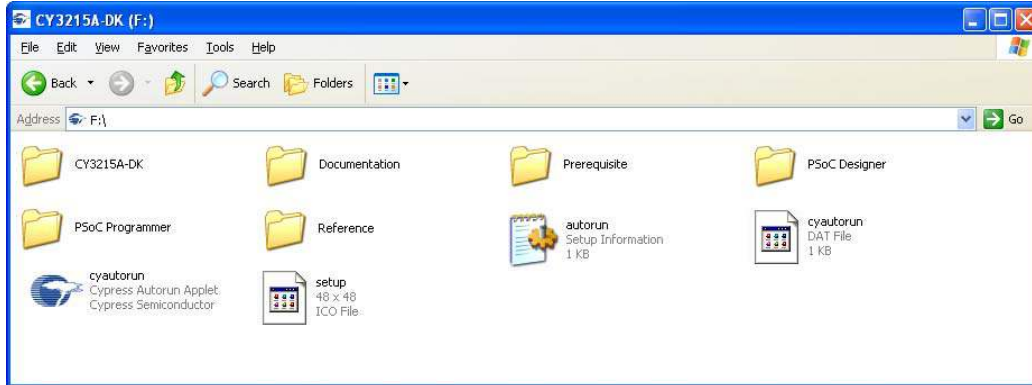 CY3215A-DK (F:)
File Edit View Favorites Tools Help
Back Search Folders
Address F:\ Go
CY3215A-DK Documentation Prerequisite PSoC Designer
PSoC Programmer Reference
autorun
Setup Information
1 KB
cyautorun
DAT File
1 KB
cyautorun
Cypress Autorun Applet
Cypress Semiconductor
setup
48 x 48
ICO File